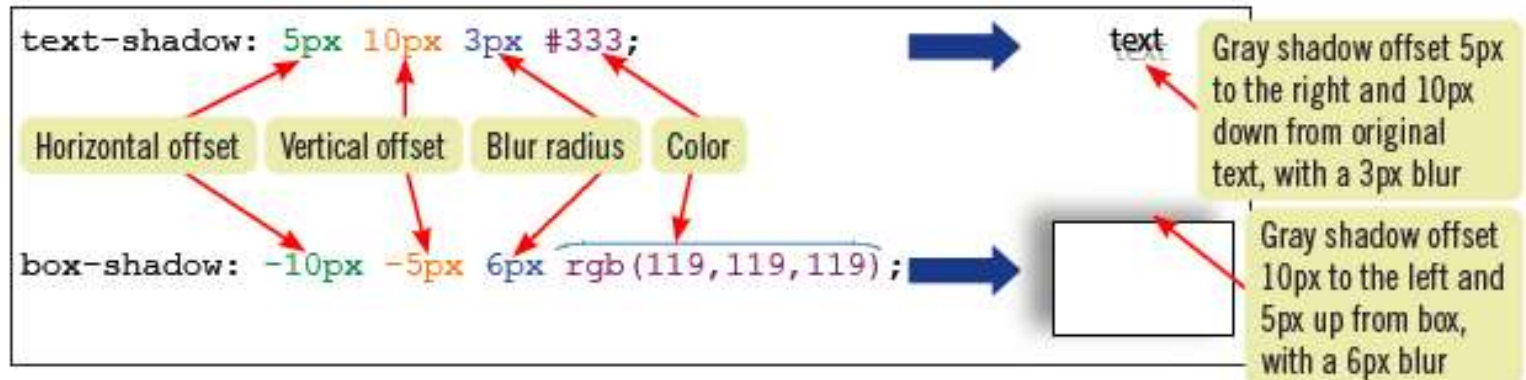 text-shadow: 5px 10px 3px #333;
text
text
Gray shadow offset 5px
to the right and 10px
down from original
text, with a 3px blur
Horizontal offset
Vertical offset
Blur radius
Color
box-shadow: -10px -5px 6px rgb(119,119,119);
Gray shadow offset
10px to the left and
5px up from box,
with a 6px blur